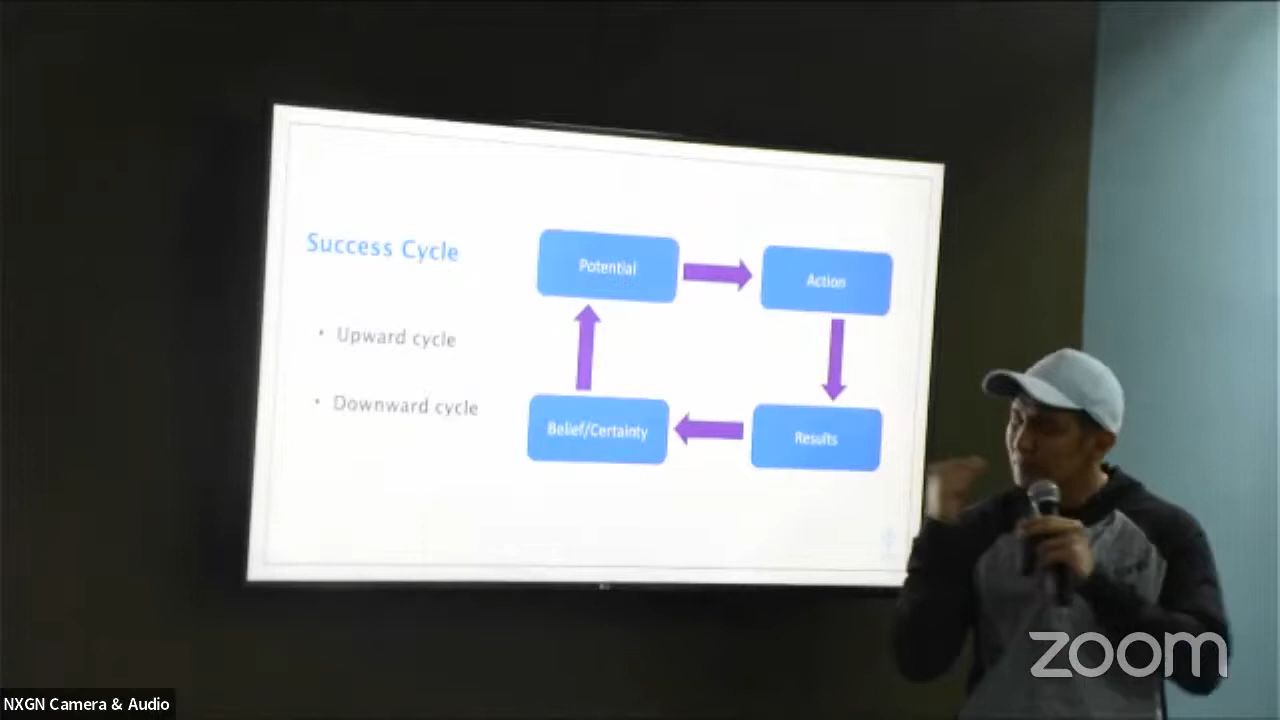 Success Cycle
• Upward cycle
• Downward cycle
Potential
Action
Belief/Certainty
Results
zoom
NXGN Camera & Audio